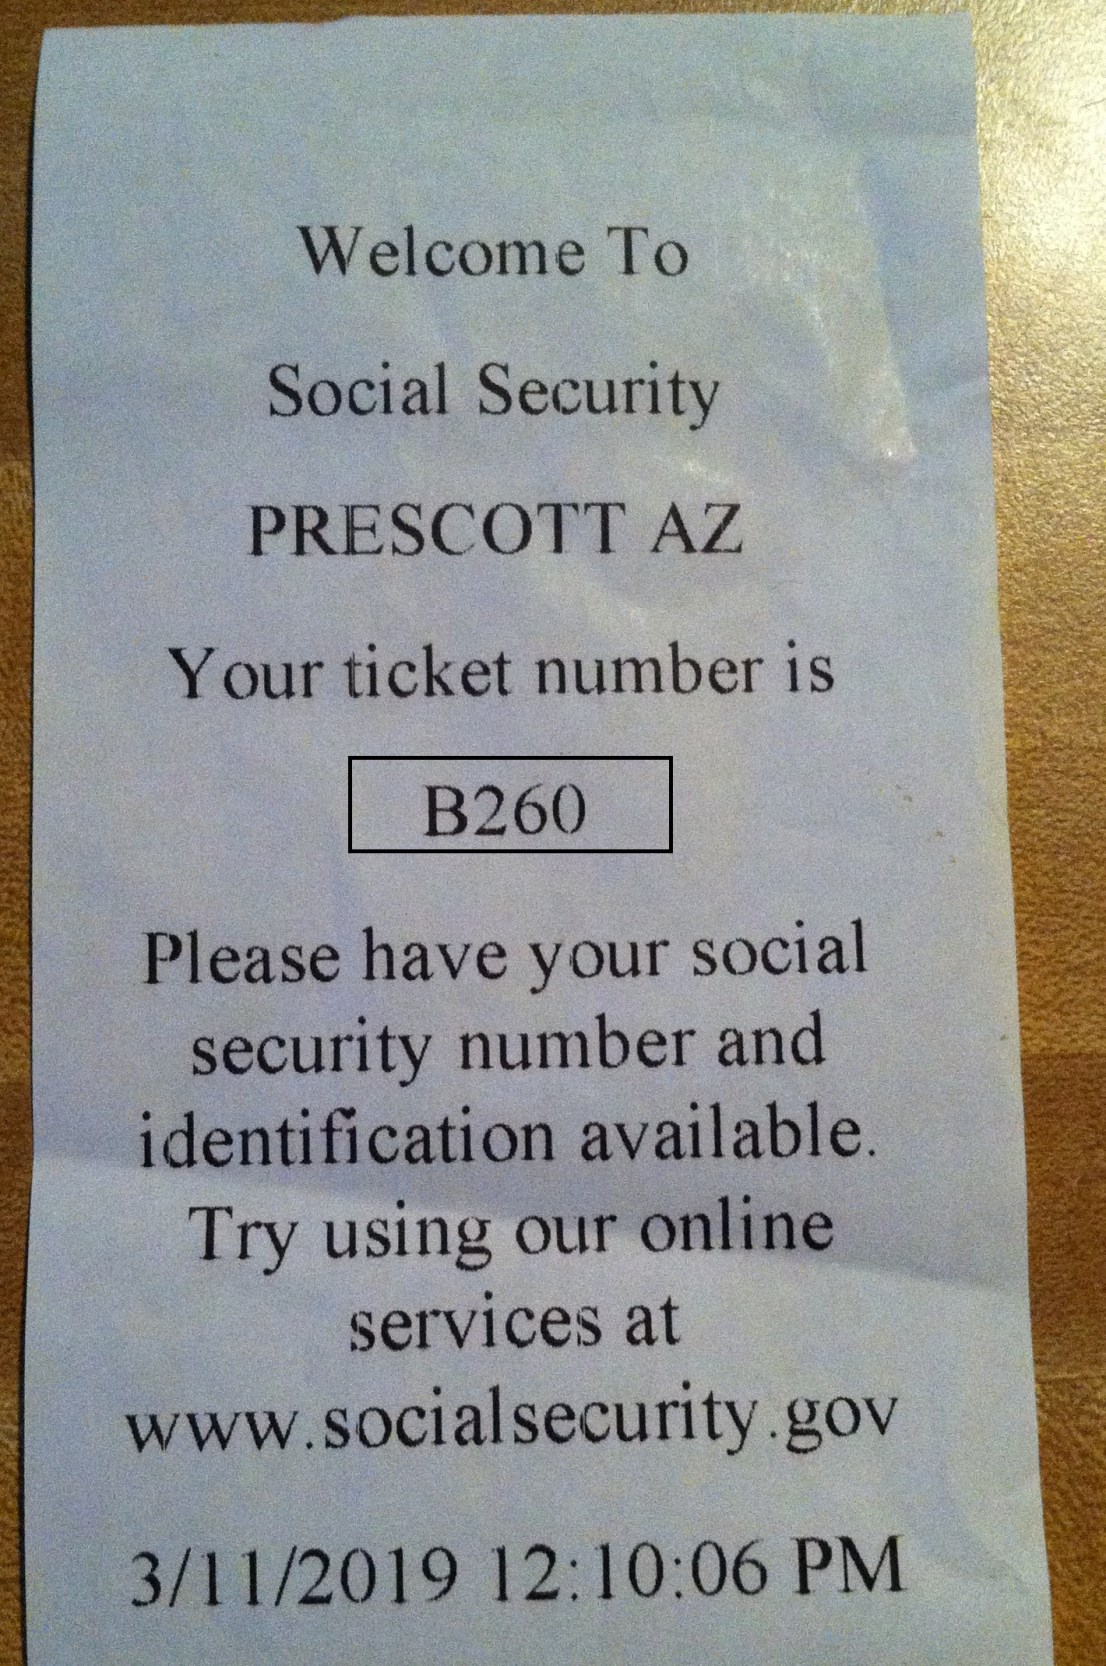 Welcome To
Social Security
PRESCOTT AZ
Your ticket number is
B260
Please have your social
security number and
identification available.
Try using our online
services at
www.socialsecurity.gov
3/11/2019 12:10:06 PM